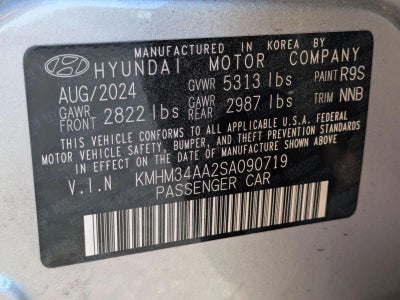 MANUFACTURED IN KOREA BY
HYUNDAI MOTOR COMPANY
AUG/2024 GVWR 5313 lbs PAINT R9S
GAWR FRONT 2822 lbs GAWR REAR 2987 lbs TRIM NNB
THIS VEHICLE CONFORMS TO ALL APPLICABLE U.S.A. FEDERAL
MOTOR VEHICLE SAFETY, BUMPER, AND THEFT PREVENTION
STANDARDS IN EFFECT ON THE DATE OF MANUFACTURE SHOWN ABOVE.
V.I.N KMHM34AA2SA090719
PASSENGER CAR